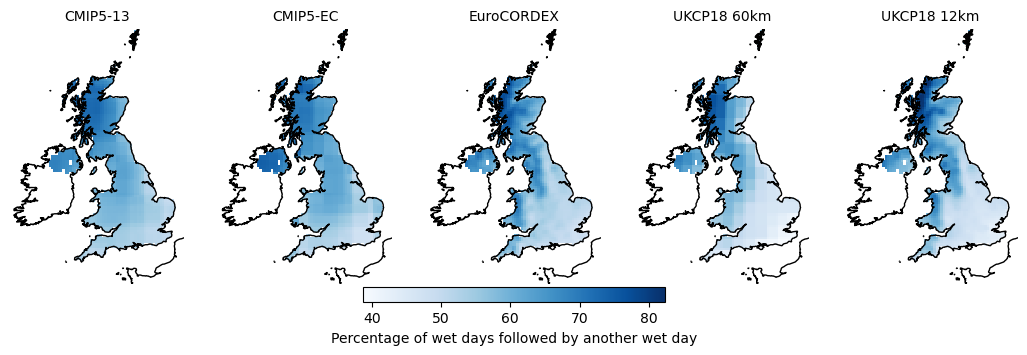 CMIP5-13
CMIP5-EC
EuroCORDEX
UKCP18 60km
UKCP18 12km
40 50 60 70 80
Percentage of wet days followed by another wet day